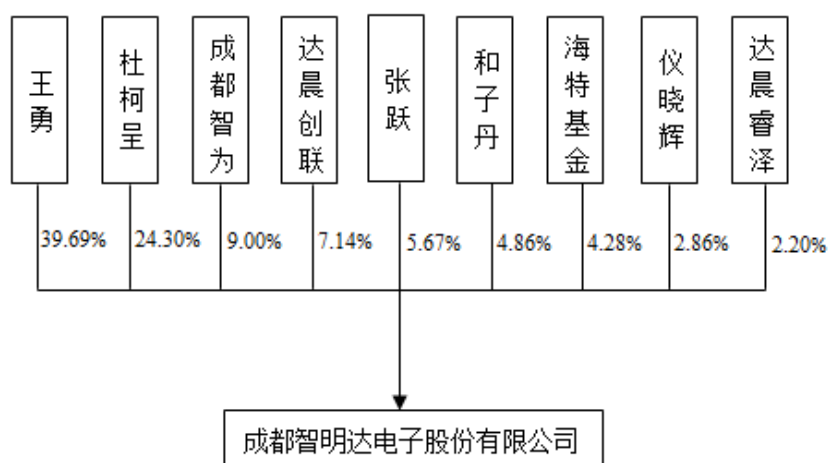 王勇
杜柯呈
成都智为
达晨创联
张跃
和子丹
海特基金
仪晓辉
达晨睿泽
39.69%
24.30%
9.00%
7.14%
5.67%
4.86%
4.28%
2.86%
2.20%
成都智明达电子股份有限公司